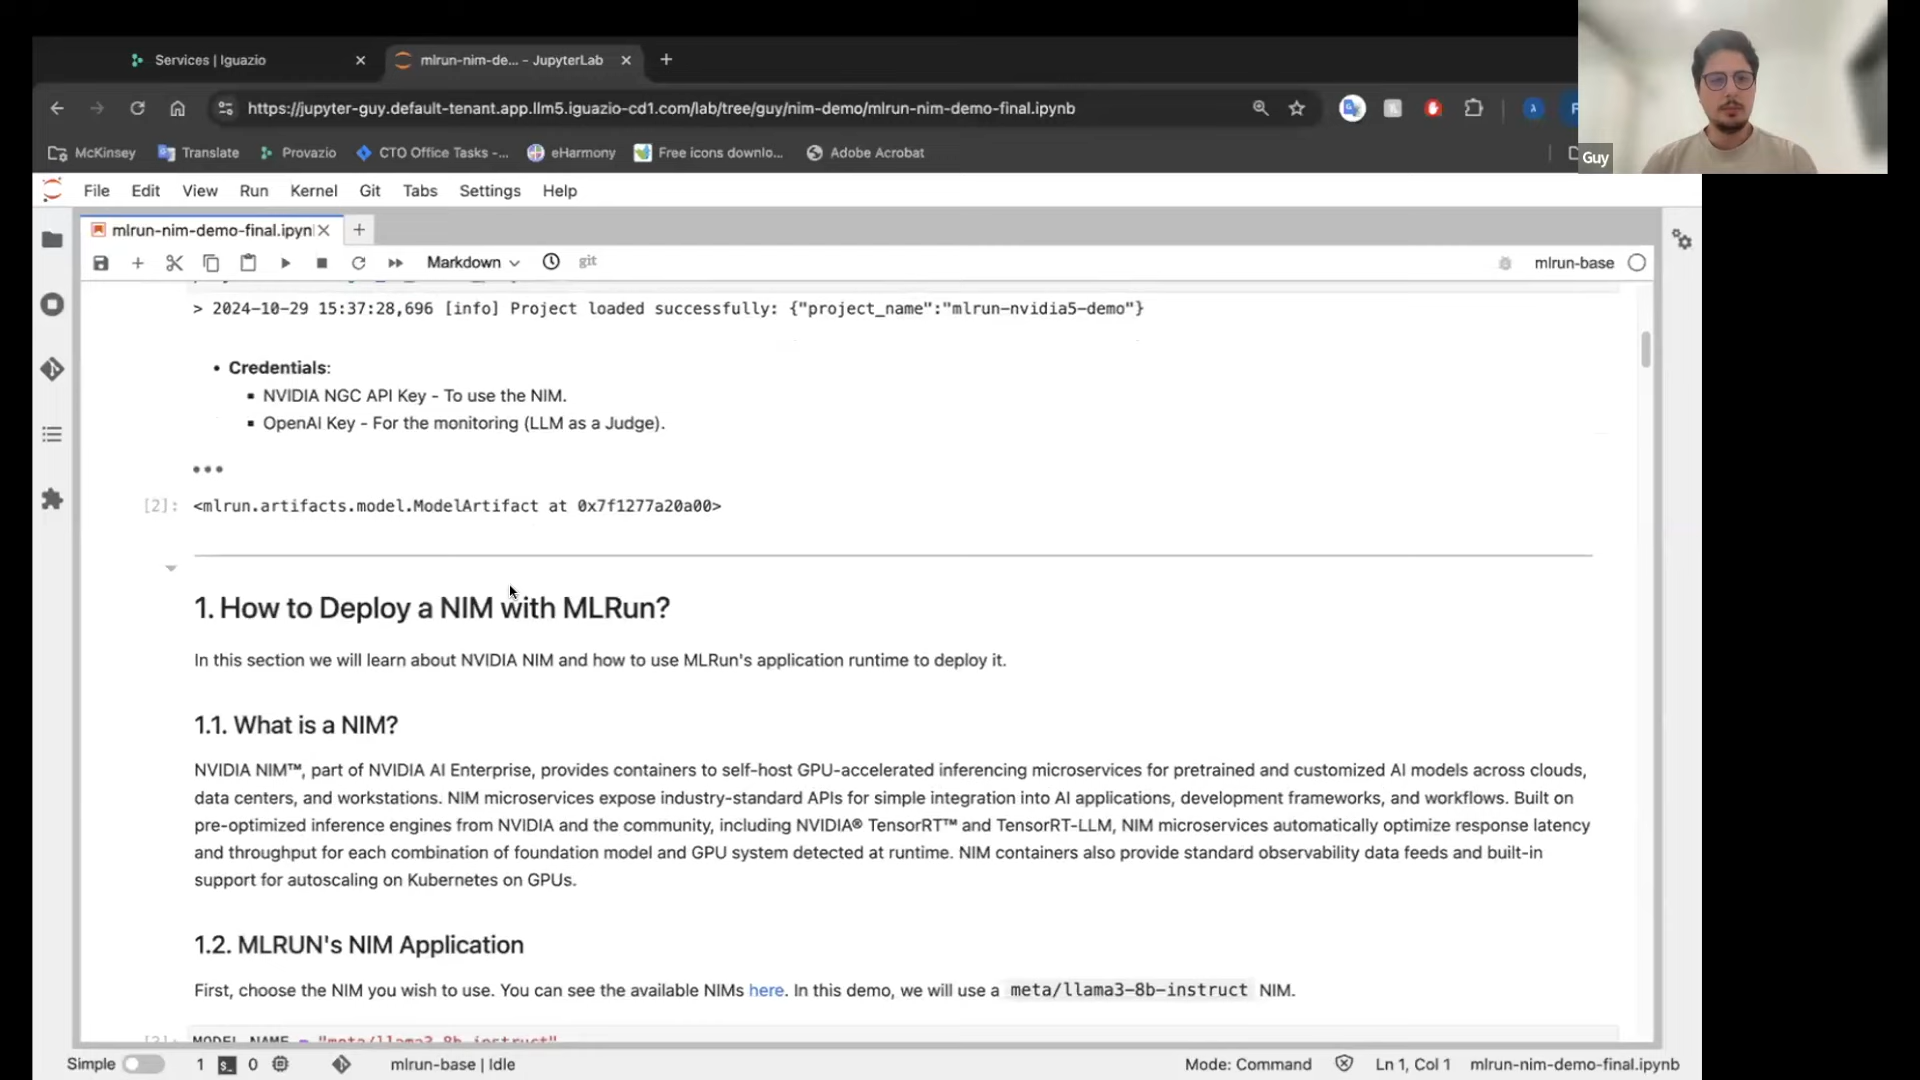 Services | Iguazio
mlrun-nim-de... - JupyterLab
https://jupyter-guy.default-tenant.app.llm5.iguazio-cd1.com/lab/tree/guy/nim-demo/mlrun-nim-demo-final.ipynb
McKinsey
Translate
Provazio
CTO Office Tasks -...
eHarmony
Free icons downlo...
Adobe Acrobat
Guy
File Edit View Run Kernel Git Tabs Settings Help
mlrun-nim-demo-final.ipyn
Markdown
git
mlrun-base
> 2024-10-29 15:37:28,696 [info] Project loaded successfully: {"project_name":"mlrun-nvidia5-demo"}
• Credentials:
▪ NVIDIA NGC API Key - To use the NIM.
▪ OpenAI Key - For the monitoring (LLM as a Judge).
[2]: <mlrun.artifacts.model.ModelArtifact at 0x7f1277a20a00>
1. How to Deploy a NIM with MLRun?
In this section we will learn about NVIDIA NIM and how to use MLRun's application runtime to deploy it.
1.1. What is a NIM?
NVIDIA NIM™, part of NVIDIA AI Enterprise, provides containers to self-host GPU-accelerated inferencing microservices for pretrained and customized AI models across clouds,
data centers, and workstations. NIM microservices expose industry-standard APIs for simple integration into AI applications, development frameworks, and workflows. Built on
pre-optimized inference engines from NVIDIA and the community, including NVIDIA® TensorRT™ and TensorRT-LLM, NIM microservices automatically optimize response latency
and throughput for each combination of foundation model and GPU system detected at runtime. NIM containers also provide standard observability data feeds and built-in
support for autoscaling on Kubernetes on GPUs.
1.2. MLRUN's NIM Application
First, choose the NIM you wish to use. You can see the available NIMs here. In this demo, we will use a meta/llama3-8b-instruct NIM.
MODEL_NAME = "meta/llama3-8b-instruct"
Simple 1 0 mlrun-base | Idle
Mode: Command Ln 1, Col 1 mlrun-nim-demo-final.ipynb